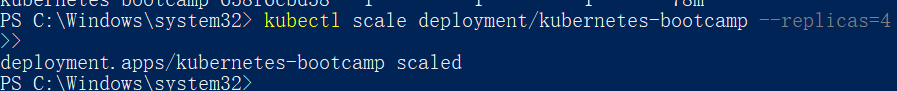 PS C:\Windows\system32> kubectl scale deployment/kubernetes-bootcamp --replicas=4
>>
deployment.apps/kubernetes-bootcamp scaled
PS C:\Windows\system32>